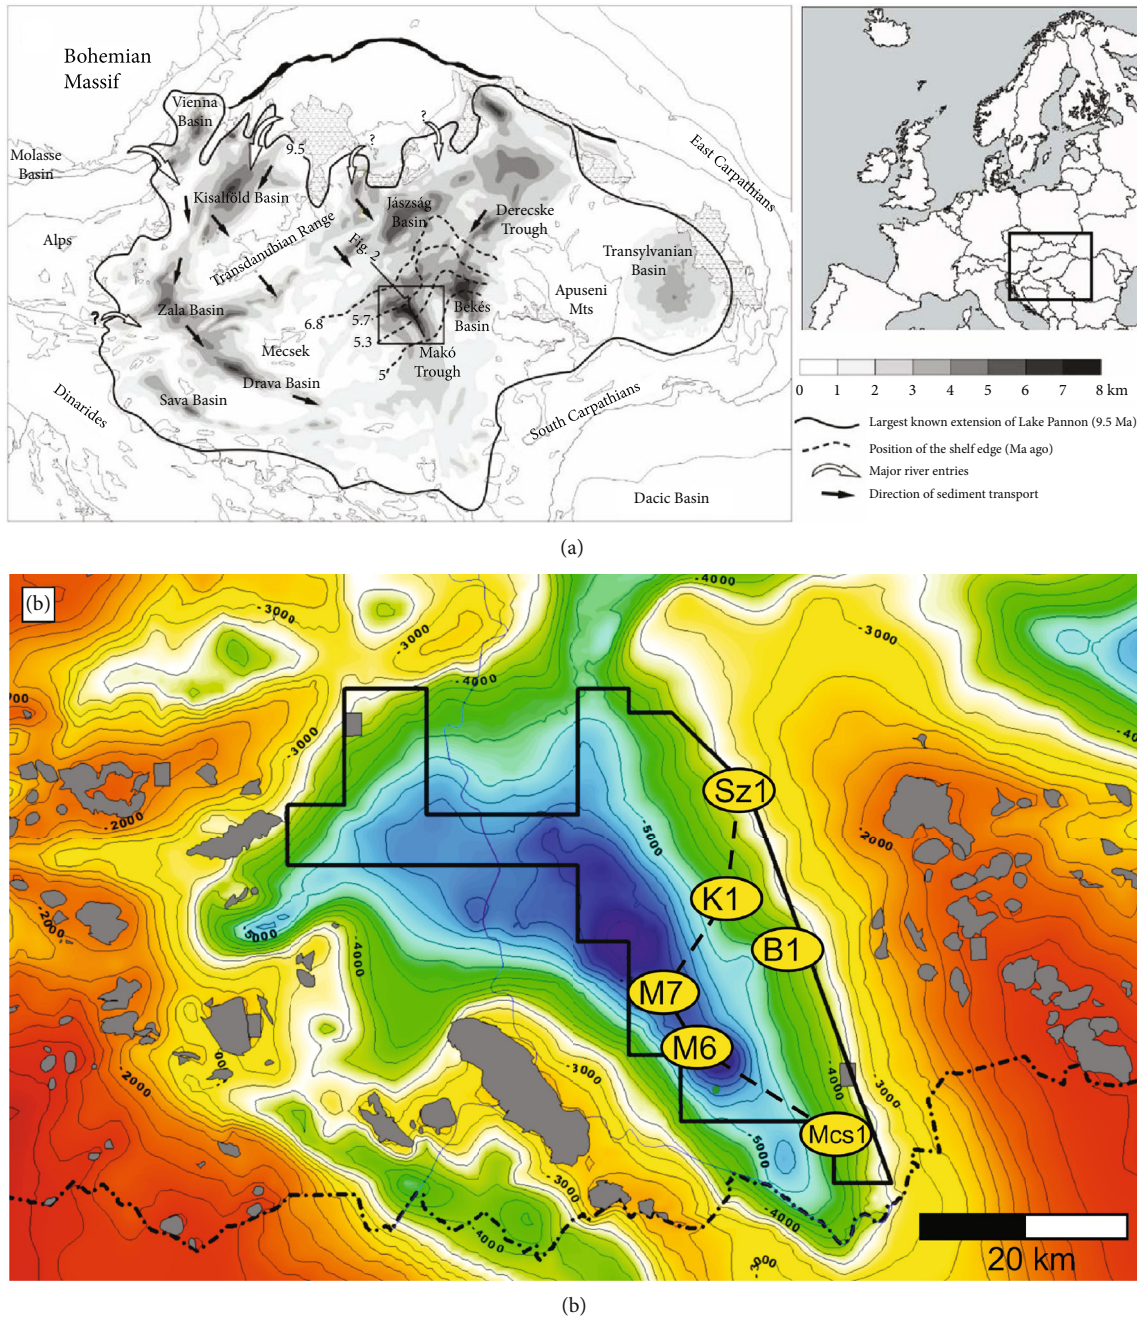 Bohemian
Massif
Vienna
Basin
Molasse
Basin
9.5
?
?
East Carpathians
Kisalföld Basin
Jászság
Basin
Derecske
Trough
Alps
Transdanubian Range
Fig. 2
Transylvanian
Basin
Zala Basin
?
6.8
5.7
5.3
Békés
Basin
Apuseni
Mts
Mecsek
Makó
Trough
5
Drava Basin
Sava Basin
Dinarides
South Carpathians
Dacic Basin
0 1 2 3 4 5 6 7 8 km
Largest known extension of Lake Pannon (9.5 Ma)
Position of the shelf edge (Ma ago)
Major river entries
Direction of sediment transport
(a)
(b)
-3000
-3000
-4000
-3000
-4000
-4000
-3000
-2000
-5000
-2000
Sz1
K1
B1
M7
M6
Mcs1
-2000
-5000
-4000
-2000
-3000
-4000
-3000
-5000
-4000
-3000
-4000
-3000
20 km
(b)